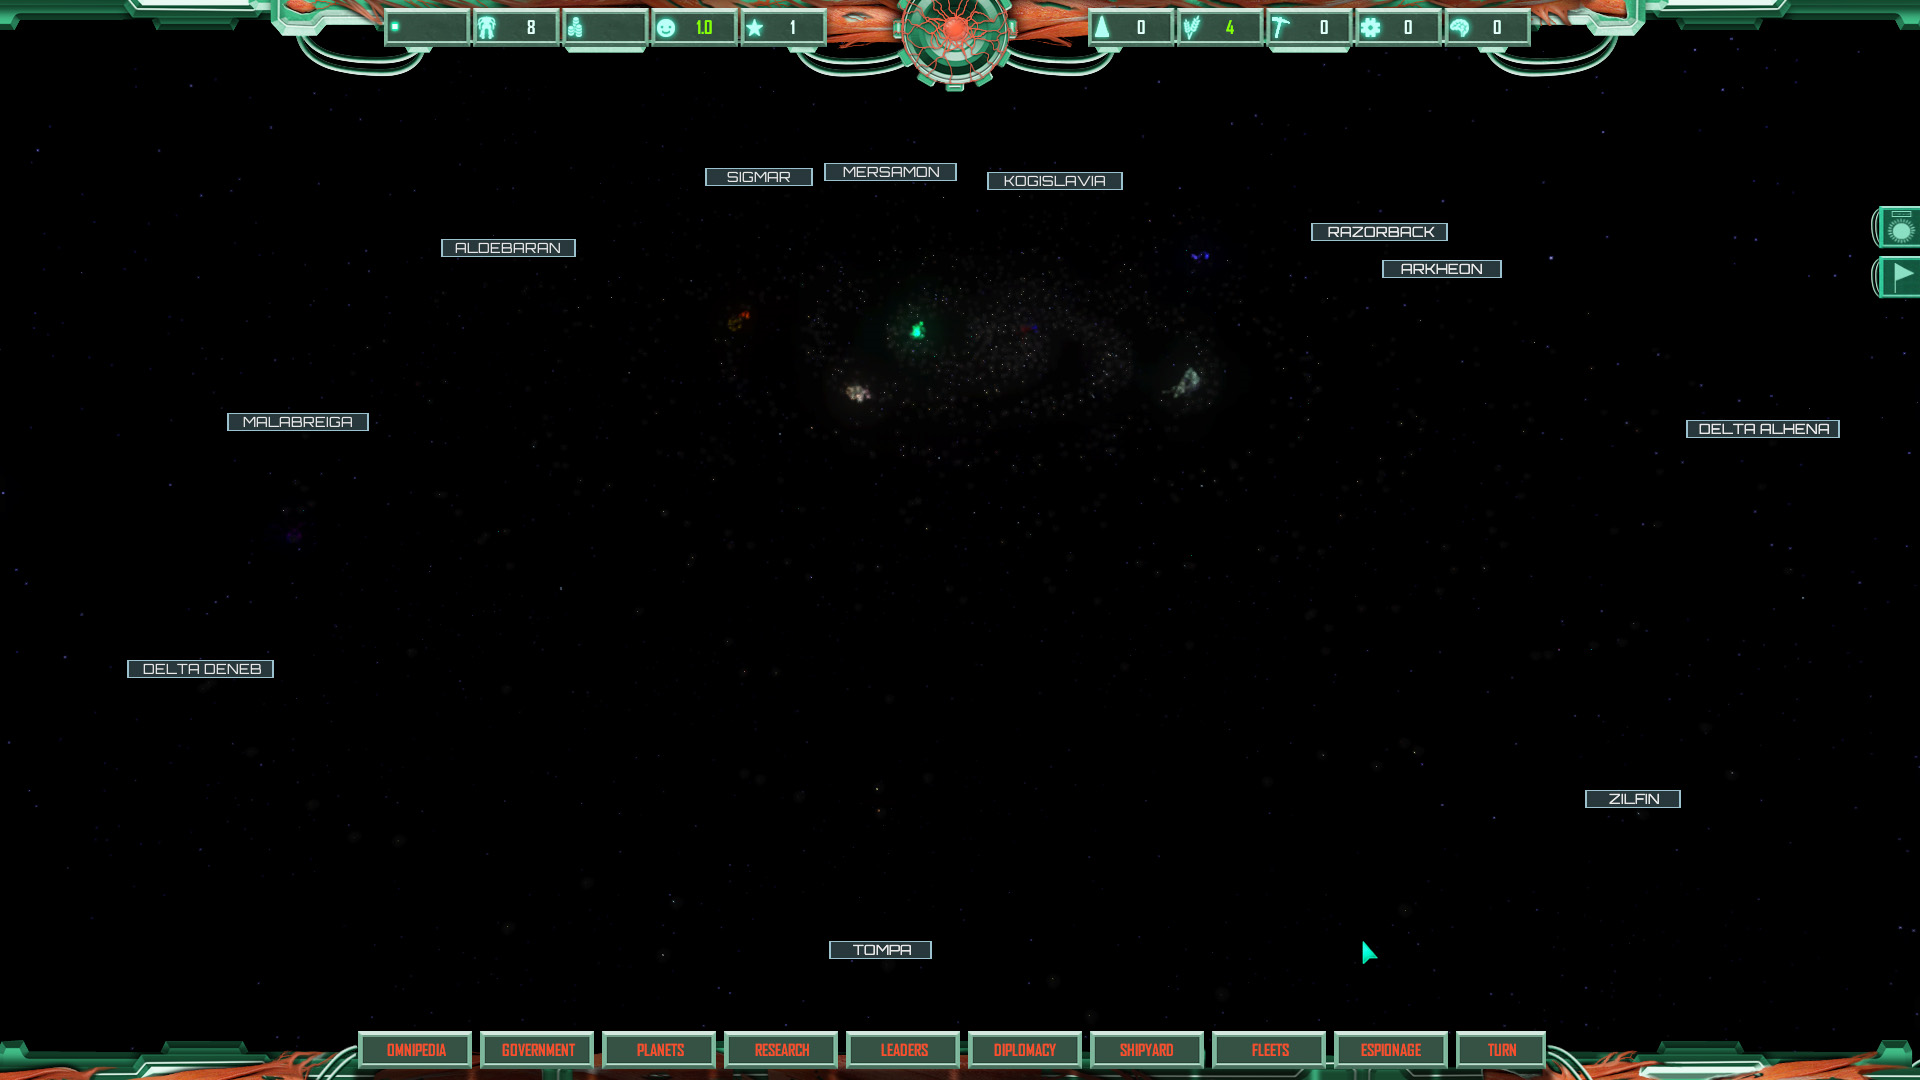 8 1.0 1 0 4 0 0 0
SIGMAR
MERSAMON
KOGISLAVIA
RAZORBACK
ALDEBARAN
ARKHEON
MALABREIGA
DELTA ALHENA
DELTA DENEB
ZILFIN
TOMPA
OMNIPEDIA GOVERNMENT PLANETS RESEARCH LEADERS DIPLOMACY SHIPYARD FLEETS ESPIONAGE TURN